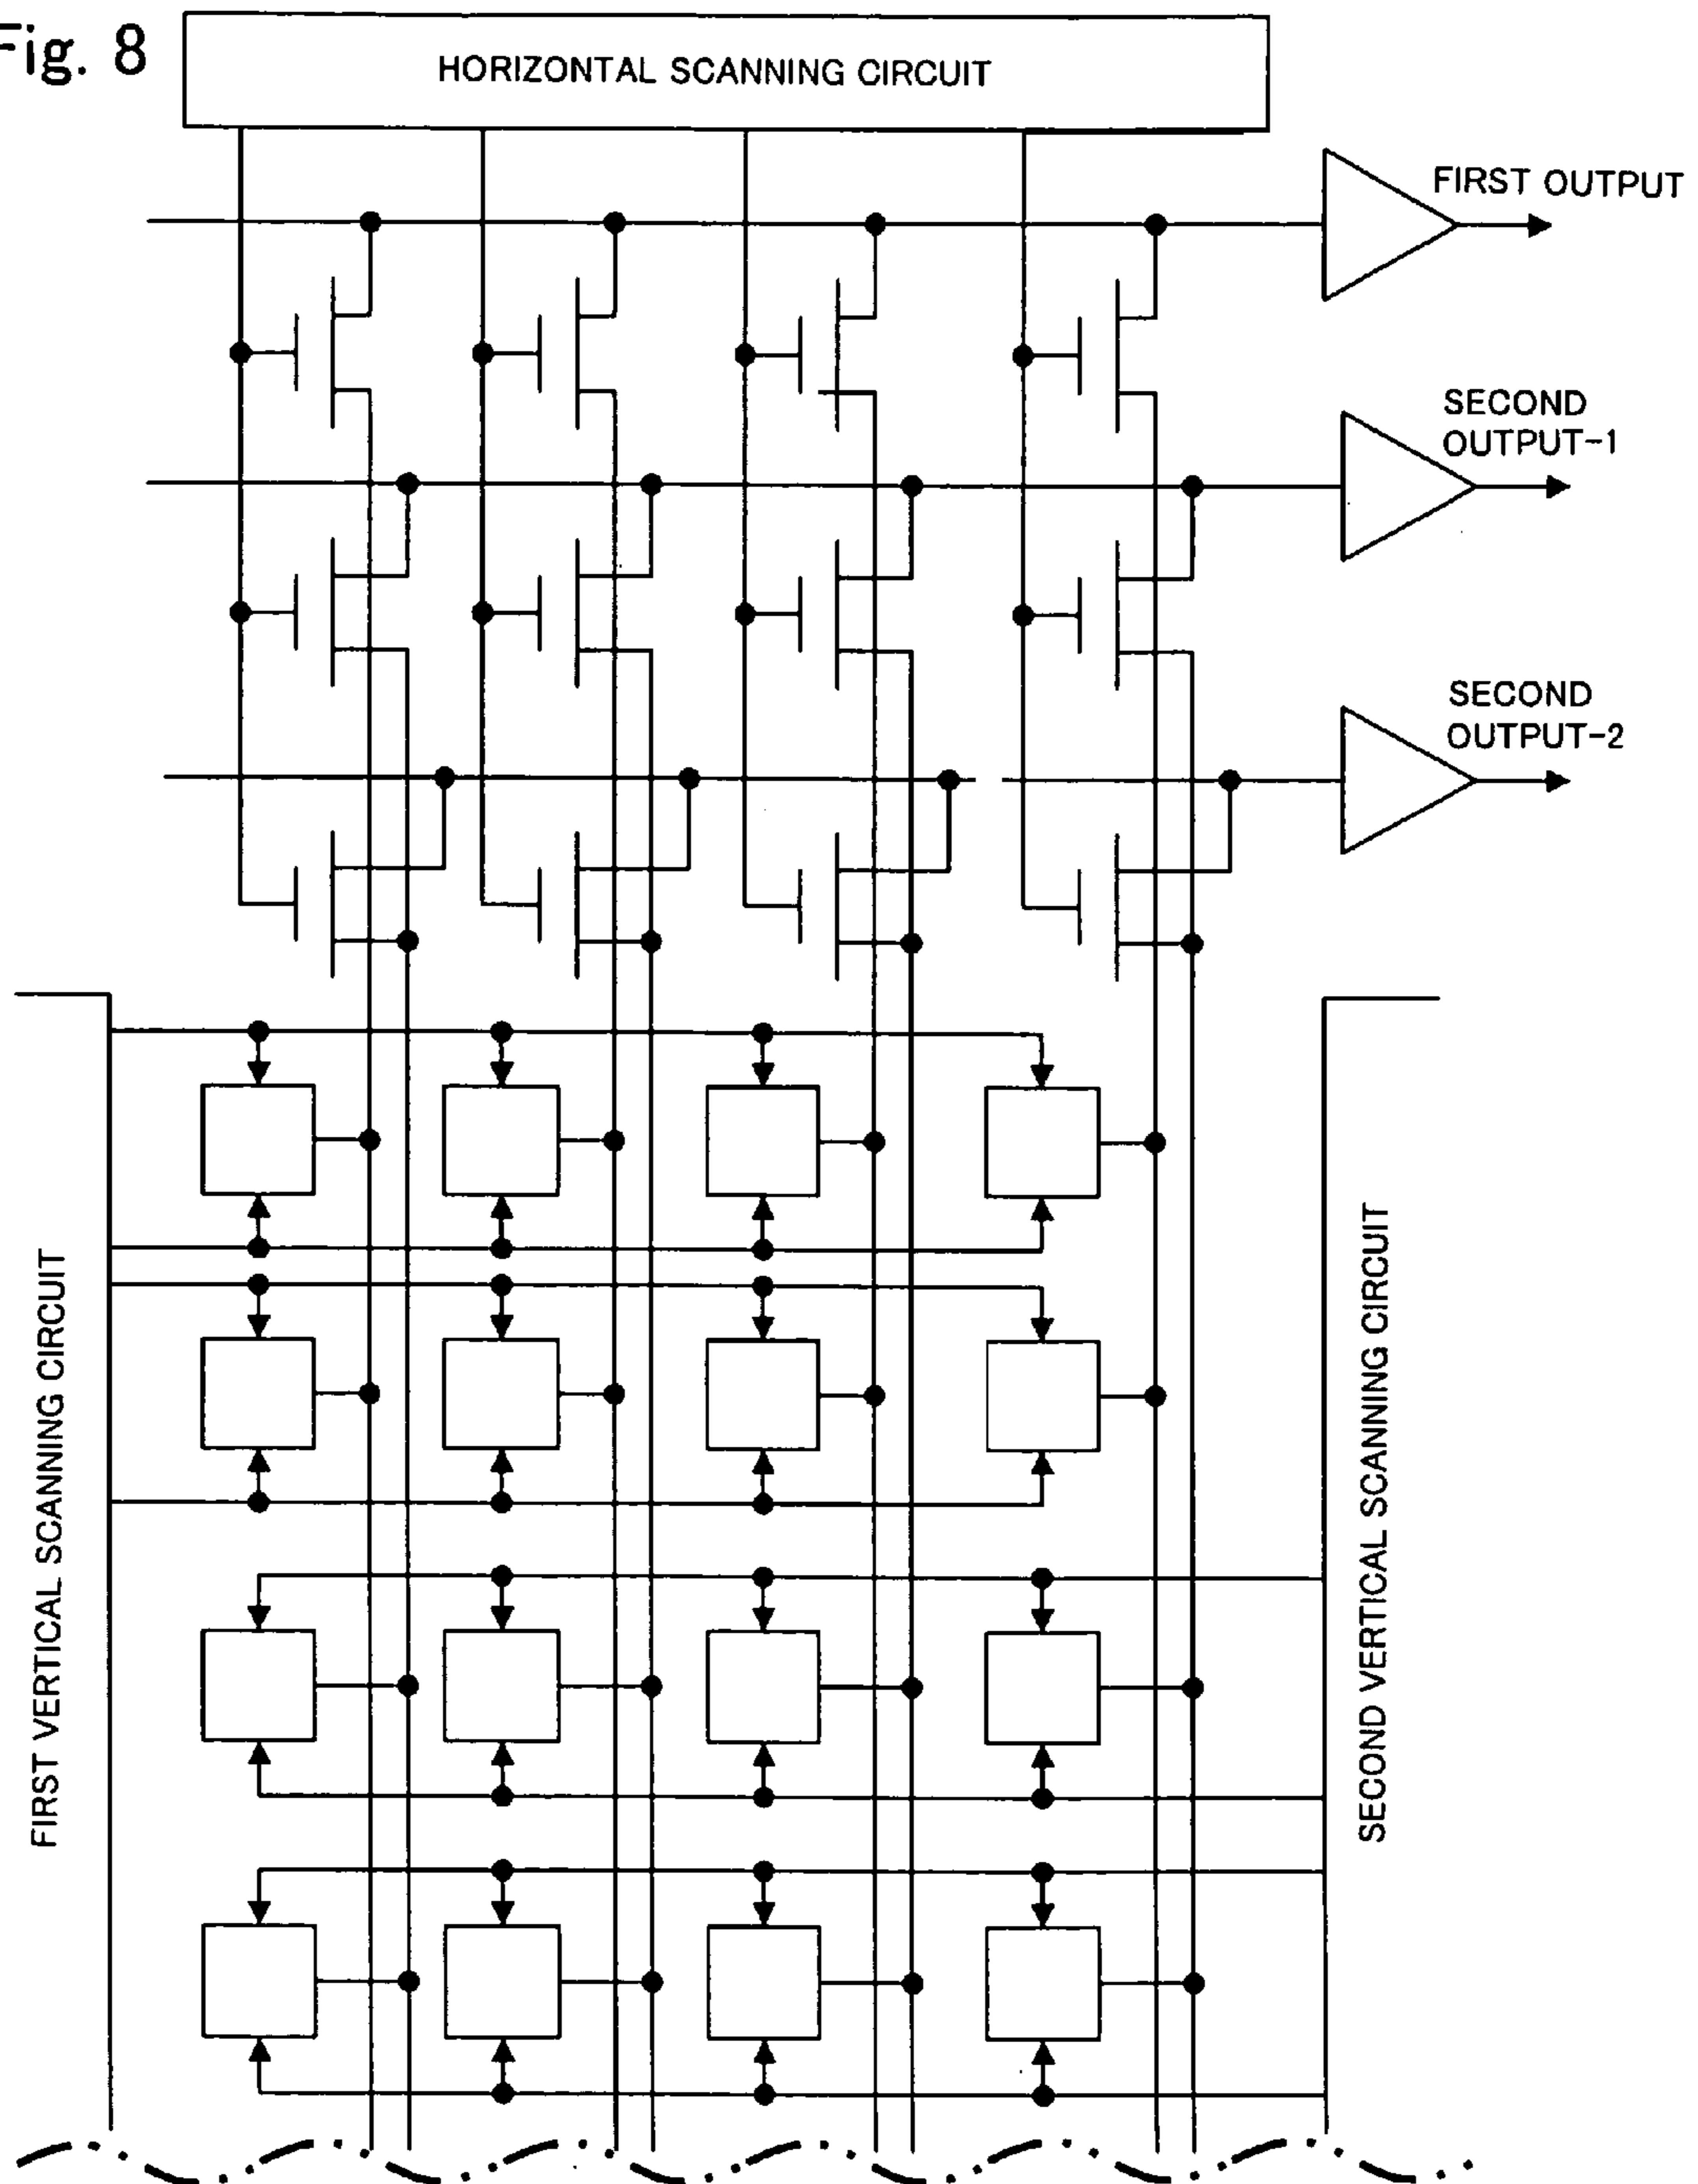 Fig. 8
HORIZONTAL SCANNING CIRCUIT
FIRST OUTPUT
SECOND
OUTPUT-1
SECOND
OUTPUT-2
FIRST VERTICAL SCANNING CIRCUIT
SECOND VERTICAL SCANNING CIRCUIT